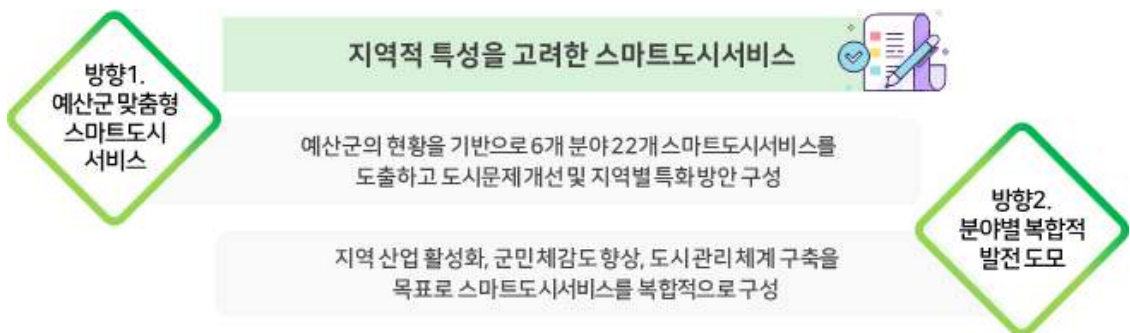 지역적 특성을 고려한 스마트도시서비스
방향1.
예산군 맞춤형
스마트도시
서비스
예산군의 현황을 기반으로 6개 분야 22개 스마트도시서비스를
도출하고 도시문제 개선 및 지역별 특화 방안 구성
방향2.
분야별 복합적
발전 도모
지역 산업 활성화, 군민 체감도 향상, 도시 관리 체계 구축을
목표로 스마트도시서비스를 복합적으로 구성